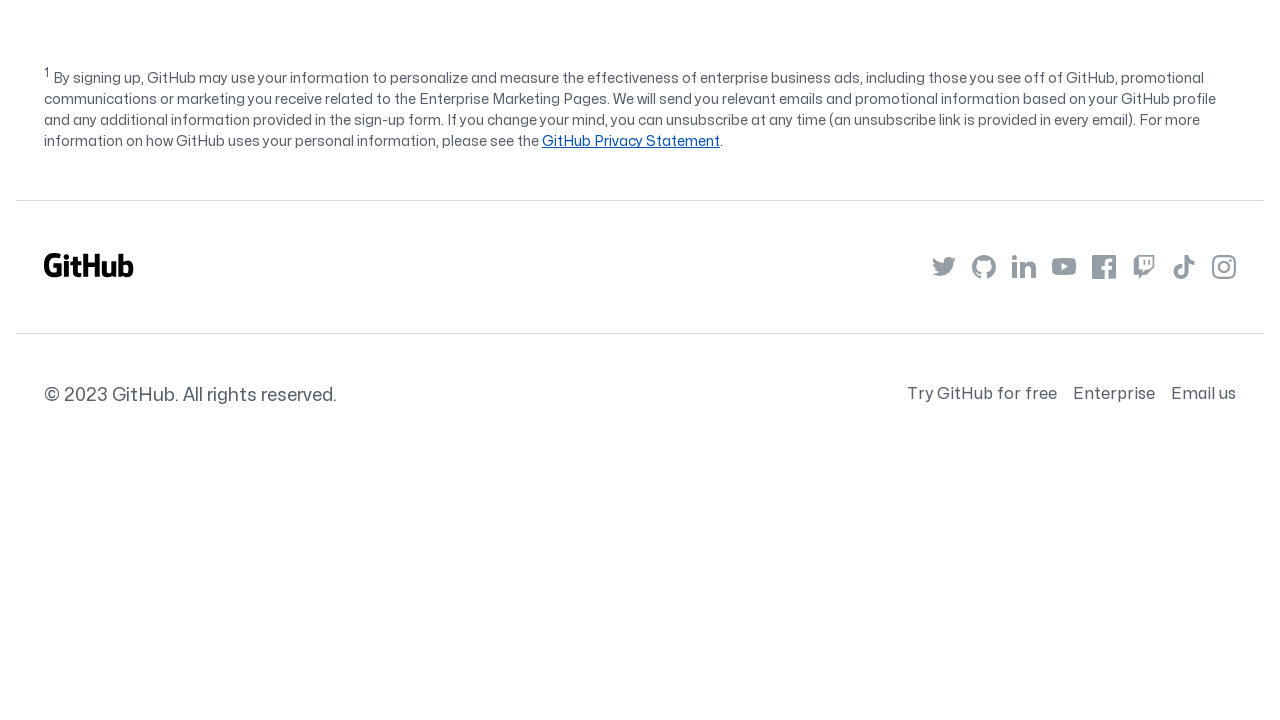 1 By signing up, GitHub may use your information to personalize and measure the effectiveness of enterprise business ads, including those you see off of GitHub, promotional
communications or marketing you receive related to the Enterprise Marketing Pages. We will send you relevant emails and promotional information based on your GitHub profile
and any additional information provided in the sign-up form. If you change your mind, you can unsubscribe at any time (an unsubscribe link is provided in every email). For more
information on how GitHub uses your personal information, please see the GitHub Privacy Statement.
GitHub
© 2023 GitHub. All rights reserved.
Try GitHub for free Enterprise Email us